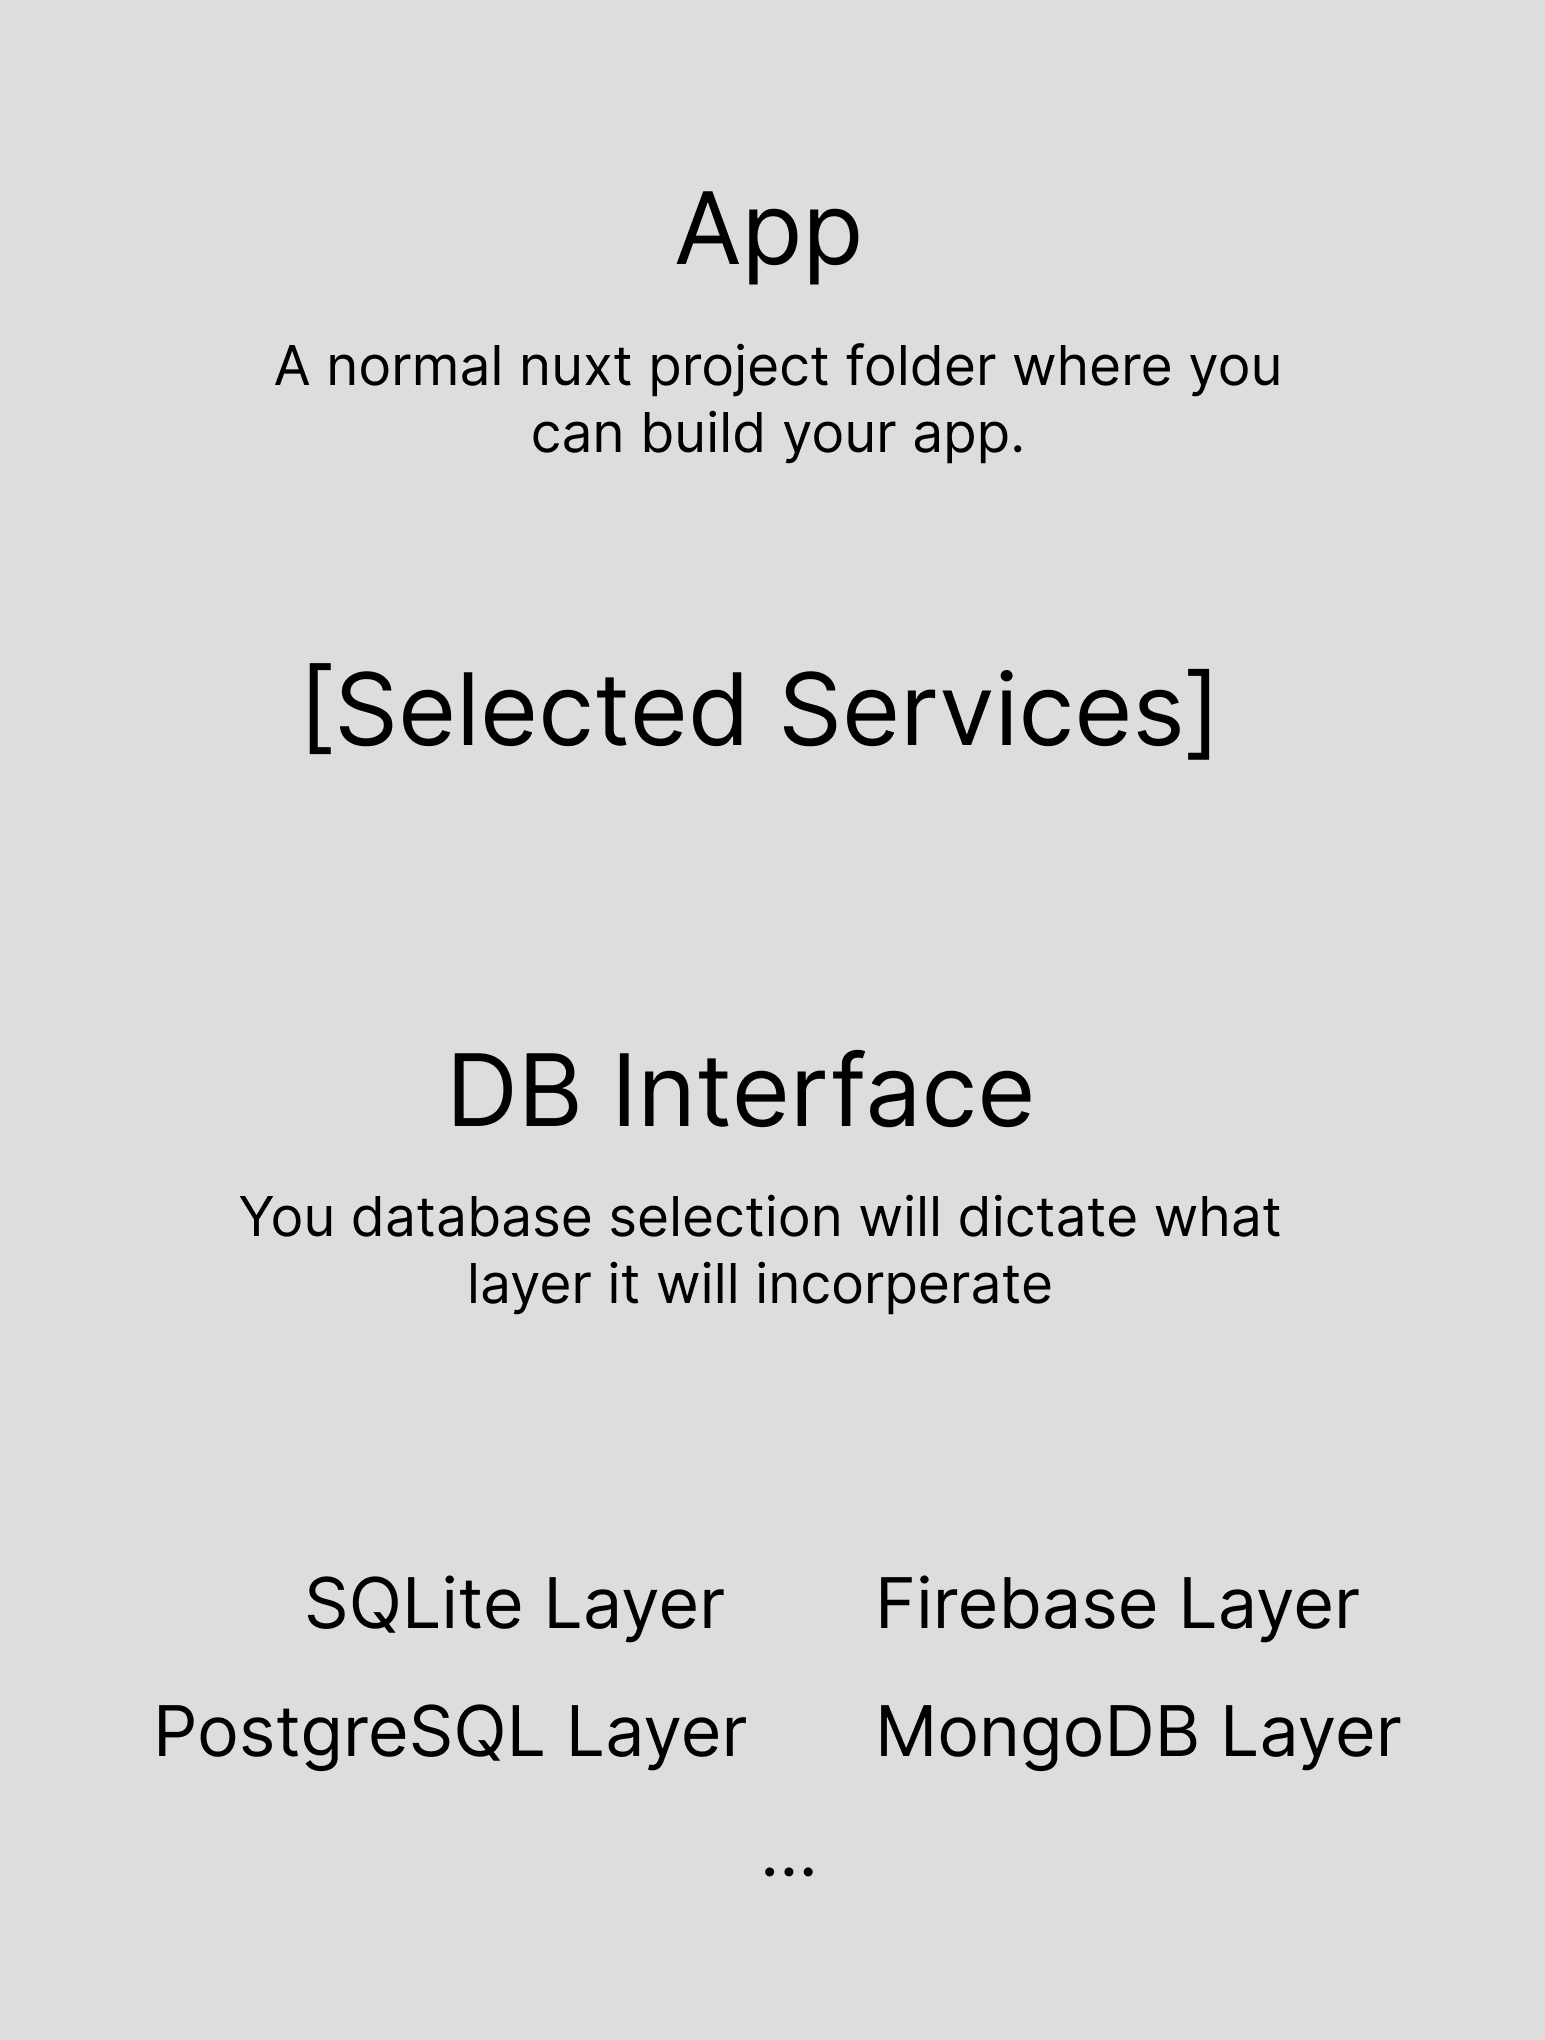 App
A normal nuxt project folder where you
can build your app.
[Selected Services]
DB Interface
You database selection will dictate what
layer it will incorperate
SQLite Layer
Firebase Layer
PostgreSQL Layer
MongoDB Layer
...